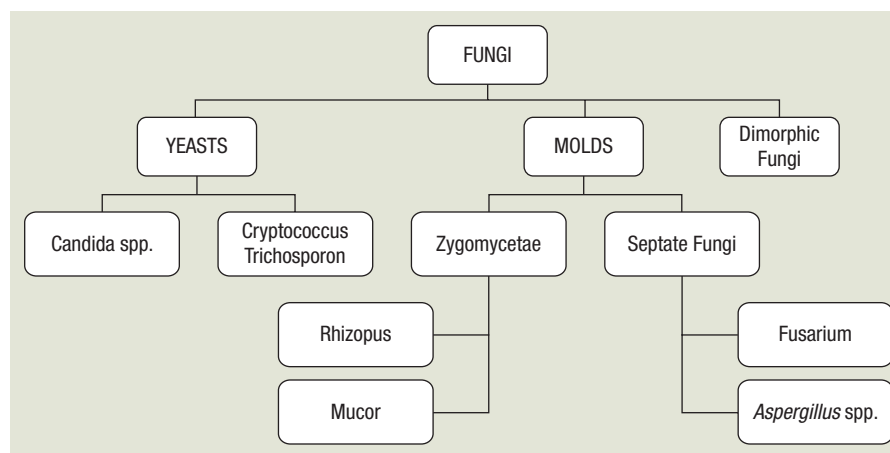 FUNGI
YEASTS
MOLDS
Dimorphic
Fungi
Candida spp.
Cryptococcus
Trichosporon
Zygomycetae
Septate Fungi
Rhizopus
Fusarium
Mucor
Aspergillus spp.